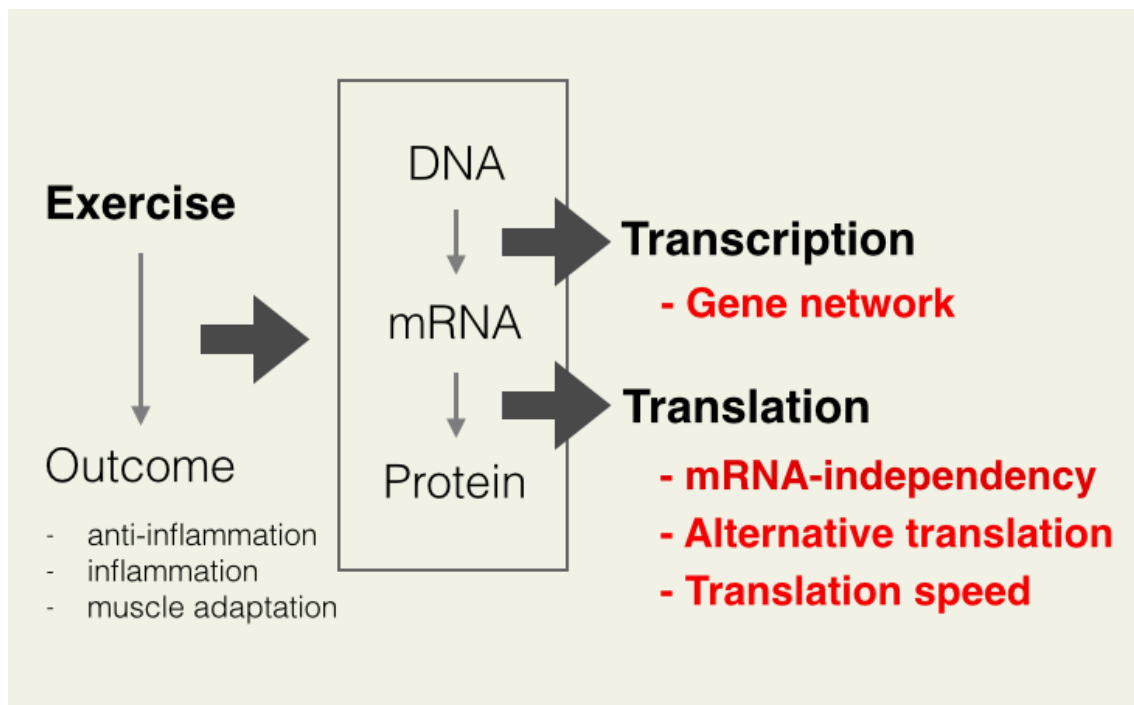 Exercise
Outcome
- anti-inflammation
- inflammation
- muscle adaptation
DNA
mRNA
Protein
Transcription
- Gene network
Translation
- mRNA-independency
- Alternative translation
- Translation speed